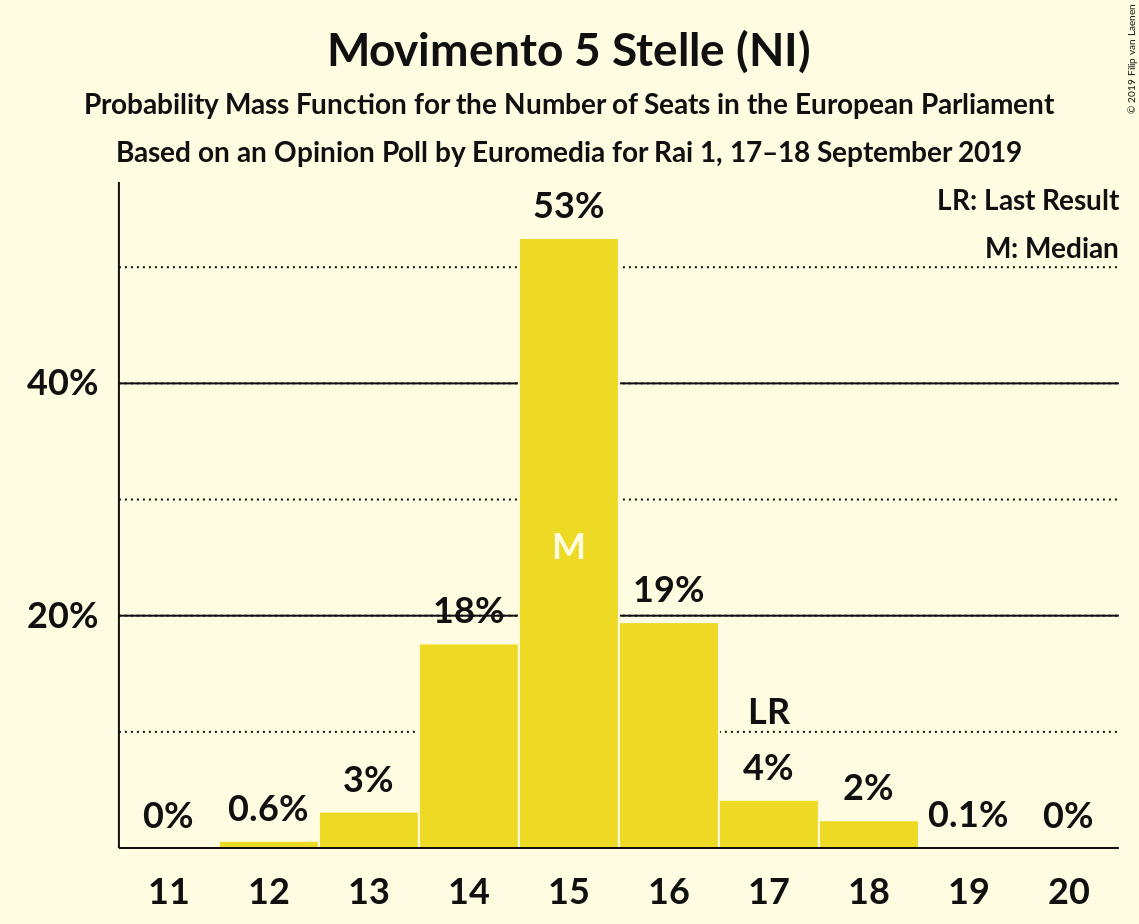 Movimento 5 Stelle (NI)
Probability Mass Function for the Number of Seats in the European Parliament
Based on an Opinion Poll by Euromedia for Rai 1, 17–18 September 2019
© 2019 Filip van Laenen
LR: Last Result
M: Median
53%
40%
M
19%
20%
18%
LR
4%
3%
2%
0%
0.6%
0.1%
0%
11 12 13 14 15 16 17 18 19 20